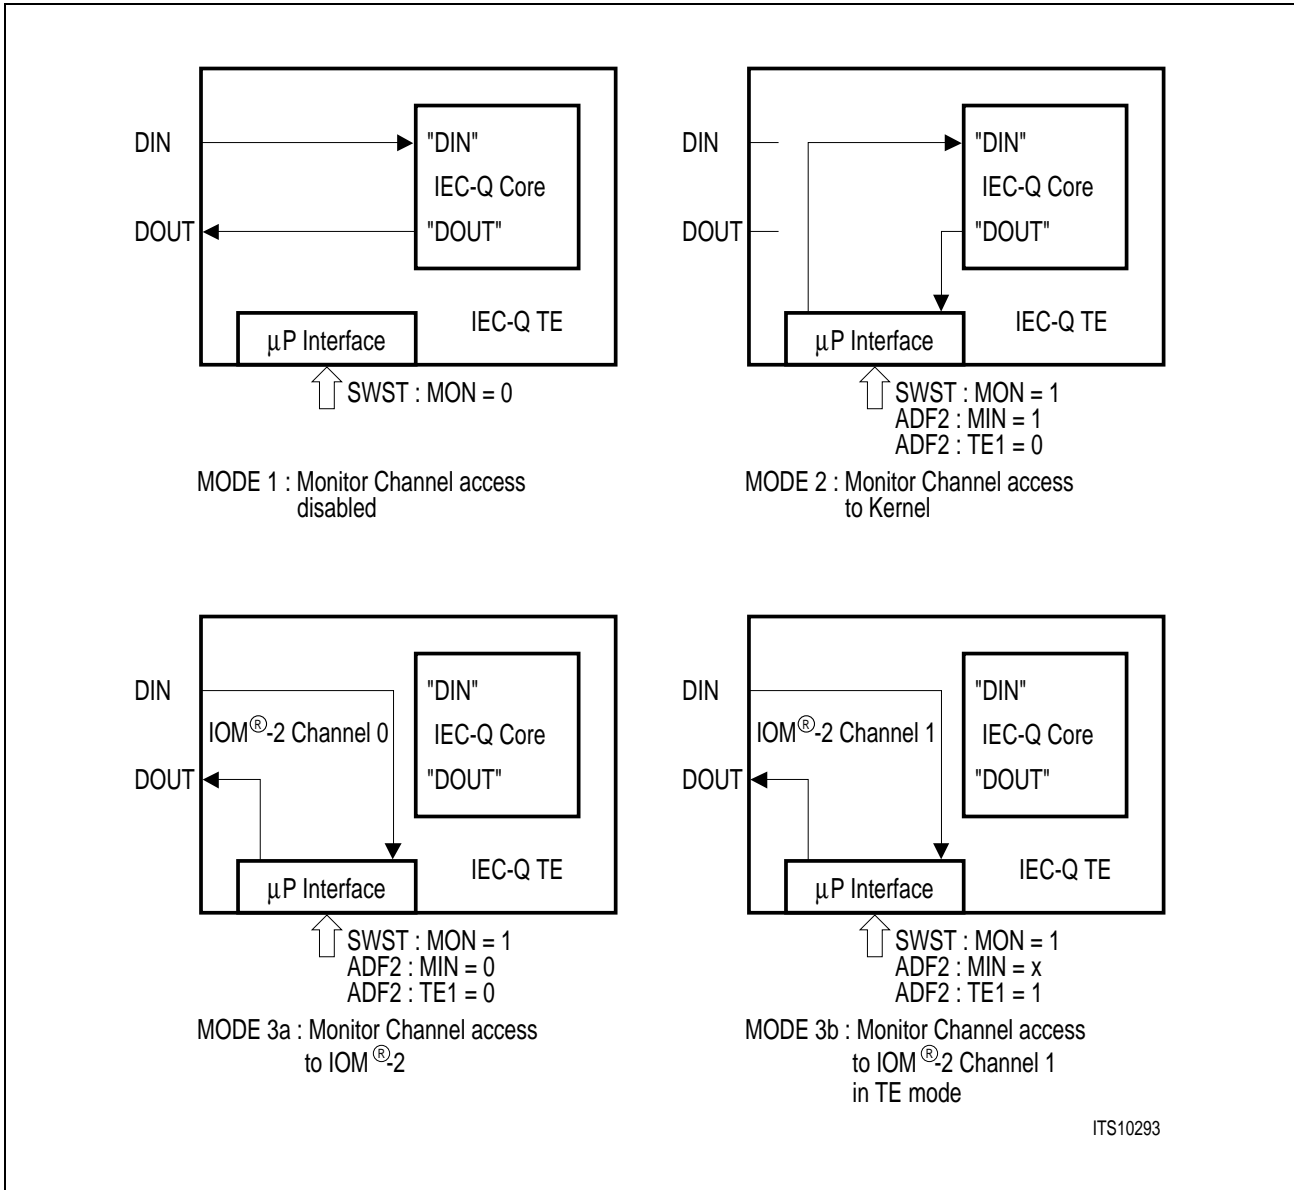 DIN
"DIN"
IEC-Q Core
DOUT
"DOUT"
IEC-Q TE
µP Interface
SWST : MON = 0
MODE 1 : Monitor Channel access
disabled
DIN
"DIN"
IEC-Q Core
DOUT
"DOUT"
IEC-Q TE
µP Interface
SWST : MON = 1
ADF2 : MIN = 1
ADF2 : TE1 = 0
MODE 2 : Monitor Channel access
to Kernel
DIN
"DIN"
IOM®-2 Channel 0
IEC-Q Core
DOUT
"DOUT"
IEC-Q TE
µP Interface
SWST : MON = 1
ADF2 : MIN = 0
ADF2 : TE1 = 0
MODE 3a : Monitor Channel access
to IOM®-2
DIN
"DIN"
IOM®-2 Channel 1
IEC-Q Core
DOUT
"DOUT"
IEC-Q TE
µP Interface
SWST : MON = 1
ADF2 : MIN = x
ADF2 : TE1 = 1
MODE 3b : Monitor Channel access
to IOM®-2 Channel 1
in TE mode
ITS10293